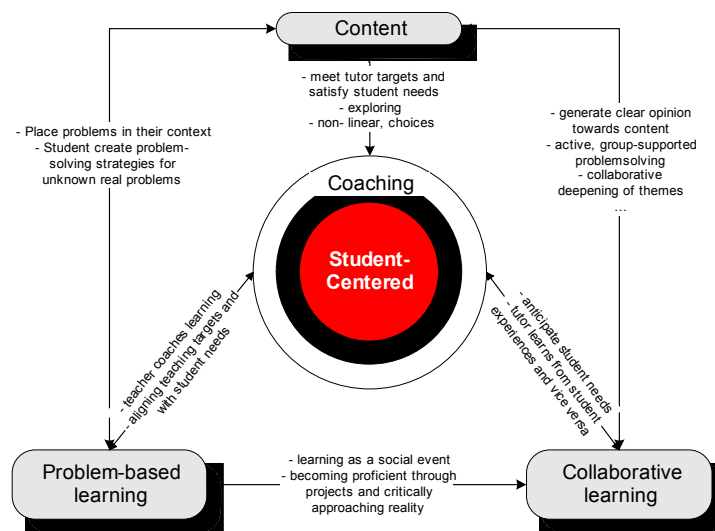 Content
- meet tutor targets and
satisfy student needs
- exploring
- non- linear, choices
- Place problems in their context
- Student create problem-
solving strategies for
unknown real problems
- generate clear opinion
towards content
- active, group-supported
problemsolving
- collaborative
deepening of themes
...
Coaching
Student-
Centered
- teacher coaches learning
- aligning teaching targets and
with student needs
- anticipate student needs
- tutor learns from student
experiences and vice versa
Problem-based
learning
- learning as a social event
- becoming proficient through
projects and critically
approaching reality
Collaborative
learning